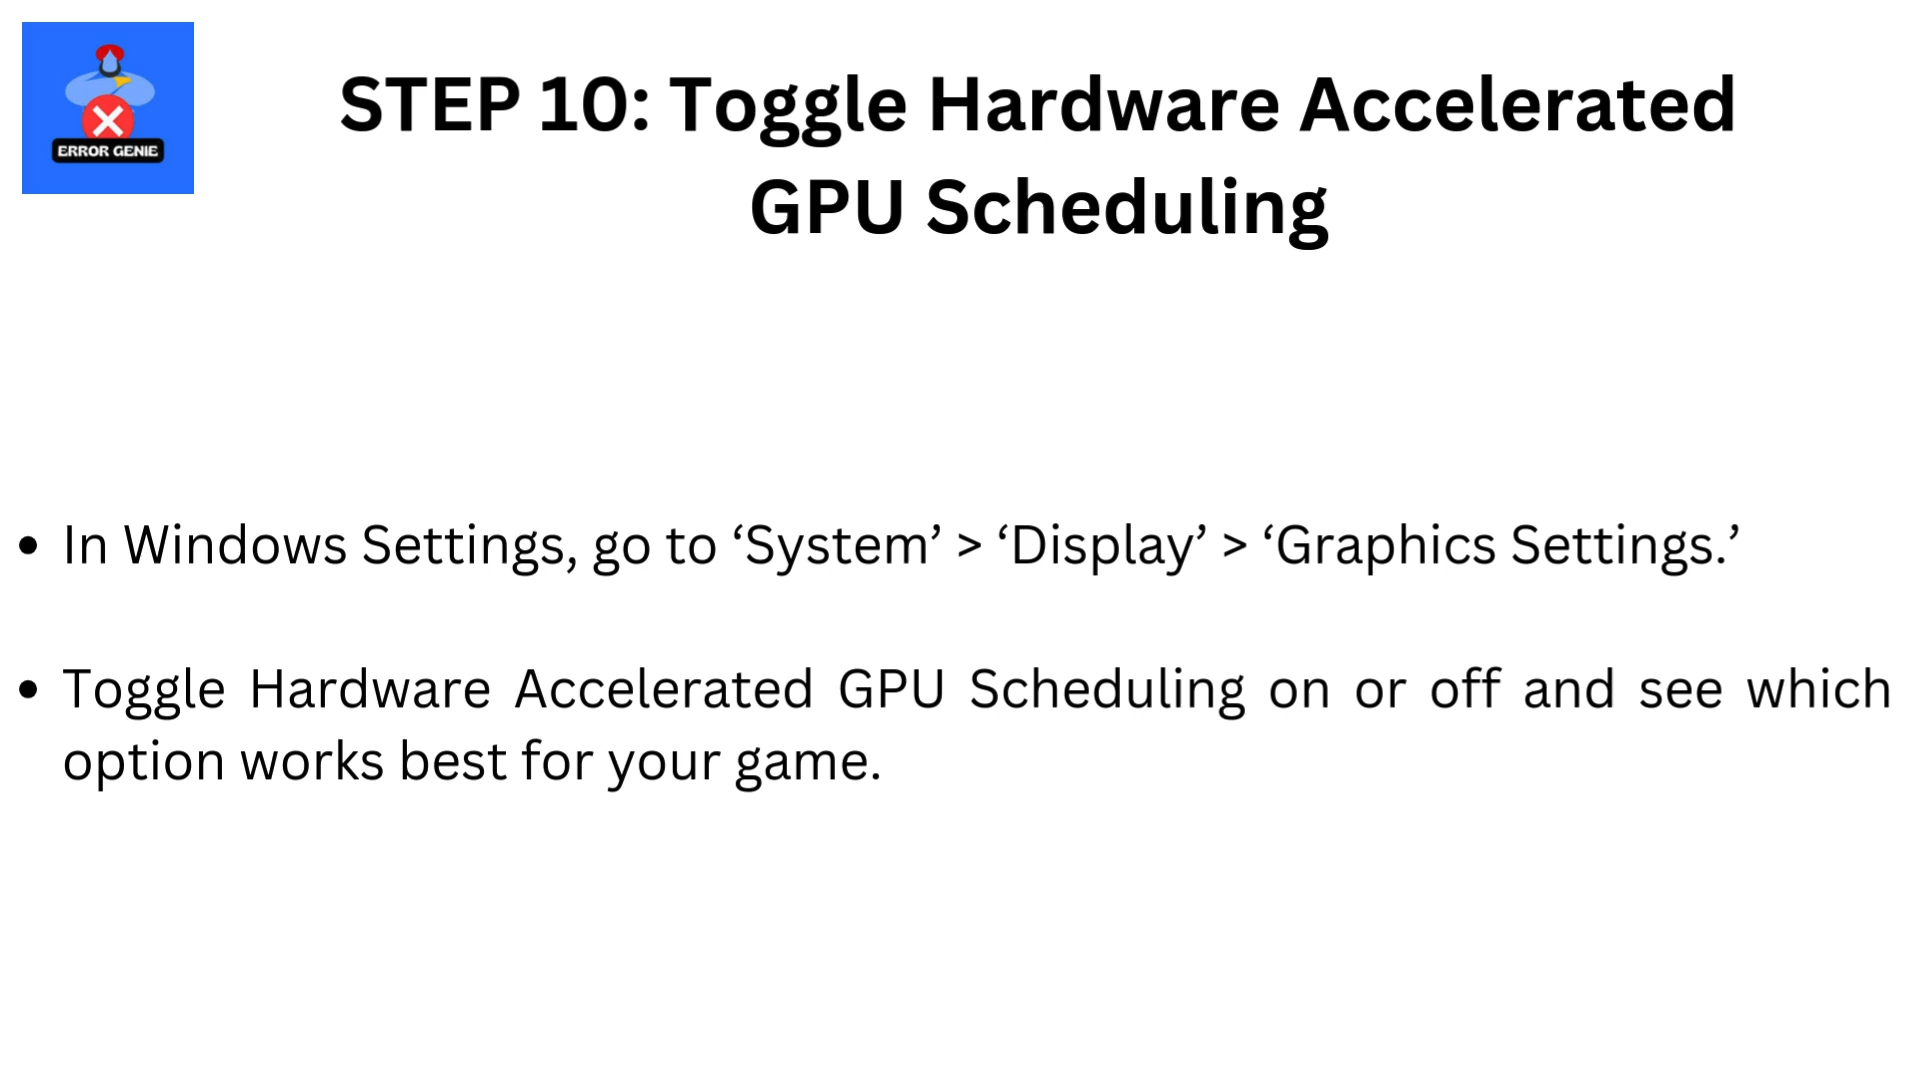 ERROR GENIE
STEP 10: Toggle Hardware Accelerated
GPU Scheduling
• In Windows Settings, go to ‘System’ > ‘Display’ > ‘Graphics Settings.’
• Toggle Hardware Accelerated GPU Scheduling on or off and see which
option works best for your game.